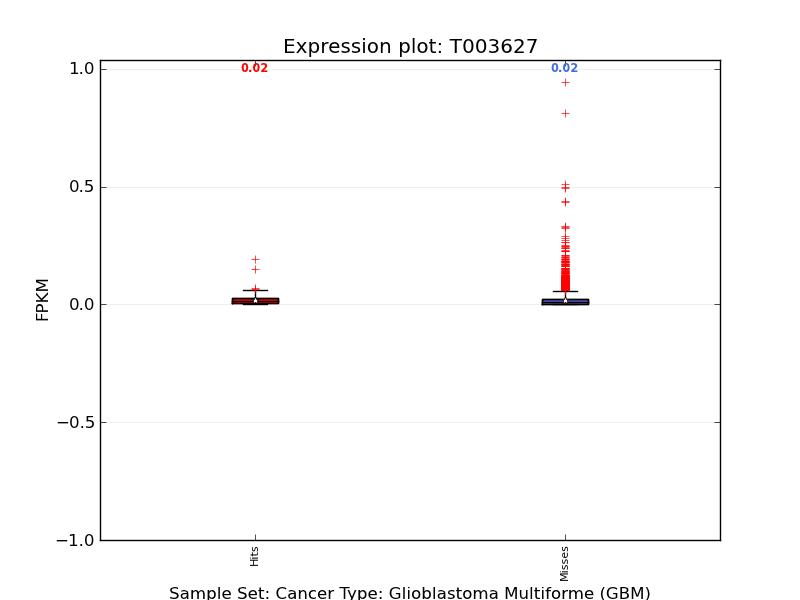 Expression plot: T003627
1.0
0.02
0.02
0.5
0.0
−0.5
−1.0
FPKM
Hits
Misses
Sample Set: Cancer Type: Glioblastoma Multiforme (GBM)